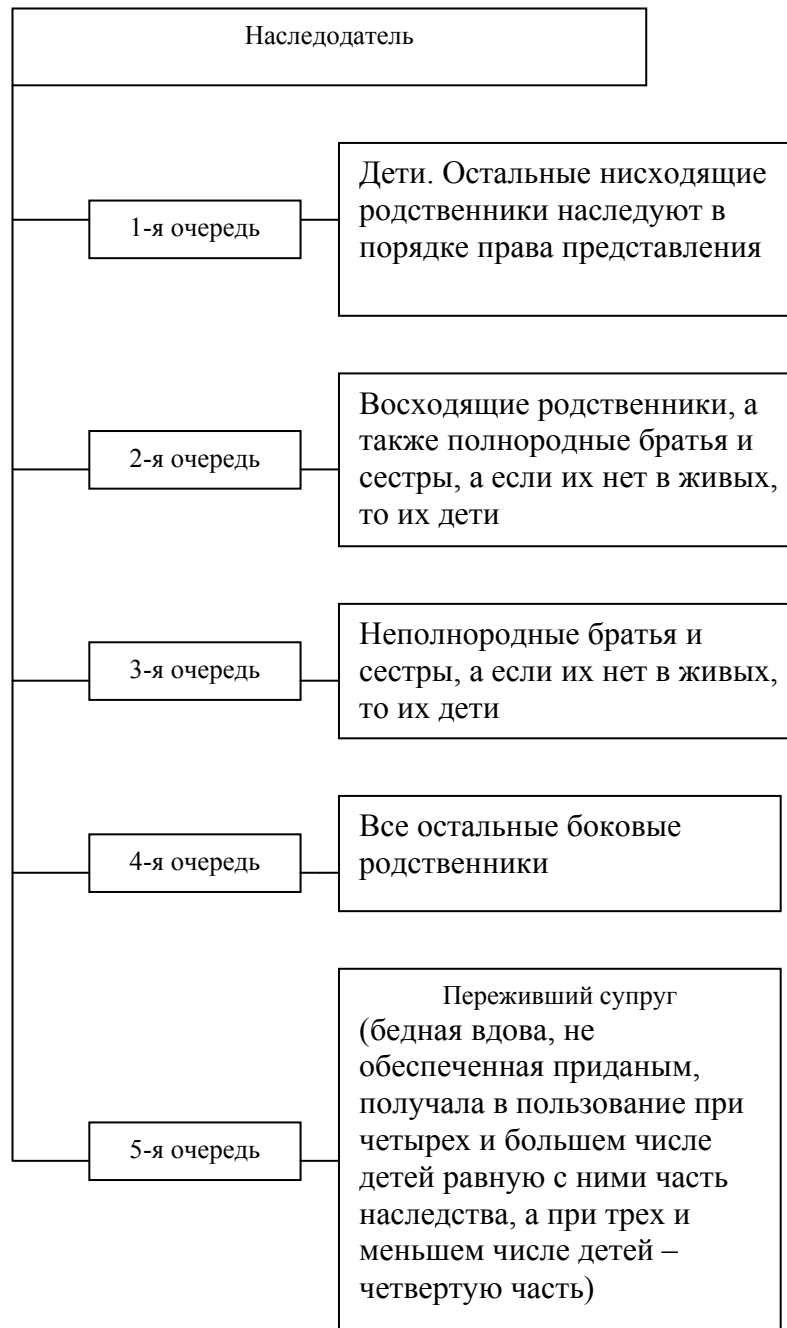 Наследодатель
1-я очередь
Дети. Остальные нисходящие
родственники наследуют в
порядке права представления
2-я очередь
Восходящие родственники, а
также полнородные братья и
сестры, а если их нет в живых,
то их дети
3-я очередь
Неполнородные братья и
сестры, а если их нет в живых,
то их дети
4-я очередь
Все остальные боковые
родственники
5-я очередь
Переживший супруг
(бедная вдова, не
обеспеченная приданым,
получала в пользование при
четырех и большем числе
детей равную с ними часть
наследства, а при трех и
меньшем числе детей –
четвертую часть)